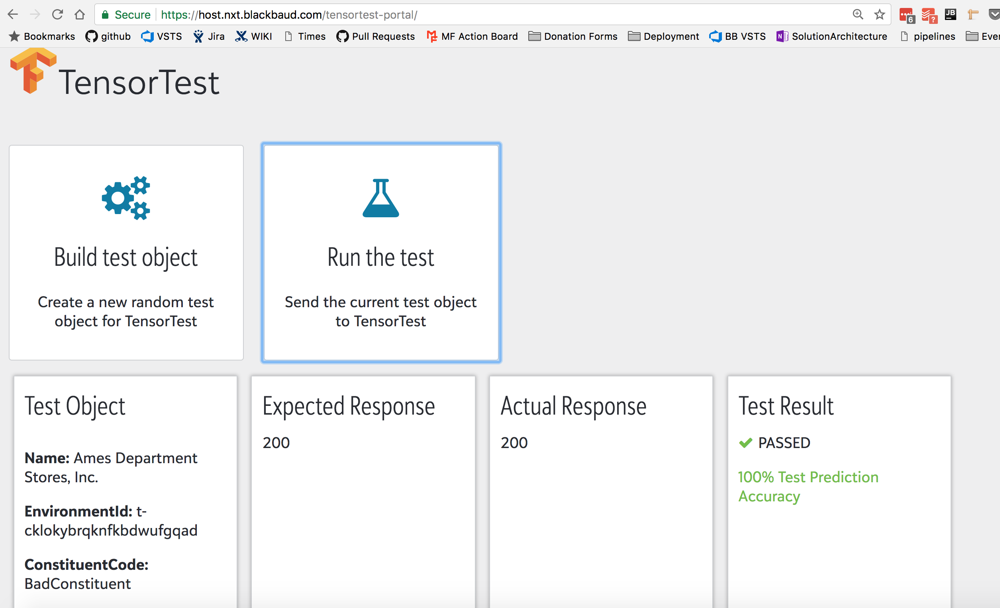 Secure https://host.nxt.blackbaud.com/tensortest-portal/
6 ? JB
Bookmarks github VSTS Jira WIKI Times Pull Requests MF Action Board Donation Forms Deployment BB VSTS N SolutionArchitecture pipelines
TensorTest
Build test object
Create a new random test
object for TensorTest
Run the test
Send the current test object
to TensorTest
Test Object
Name: Ames Department
Stores, Inc.
EnvironmentId: t-
cklokybrqknfkbdwufgqad
ConstituentCode:
BadConstituent
Expected Response
200
Actual Response
200
Test Result
PASSED
100% Test Prediction
Accuracy